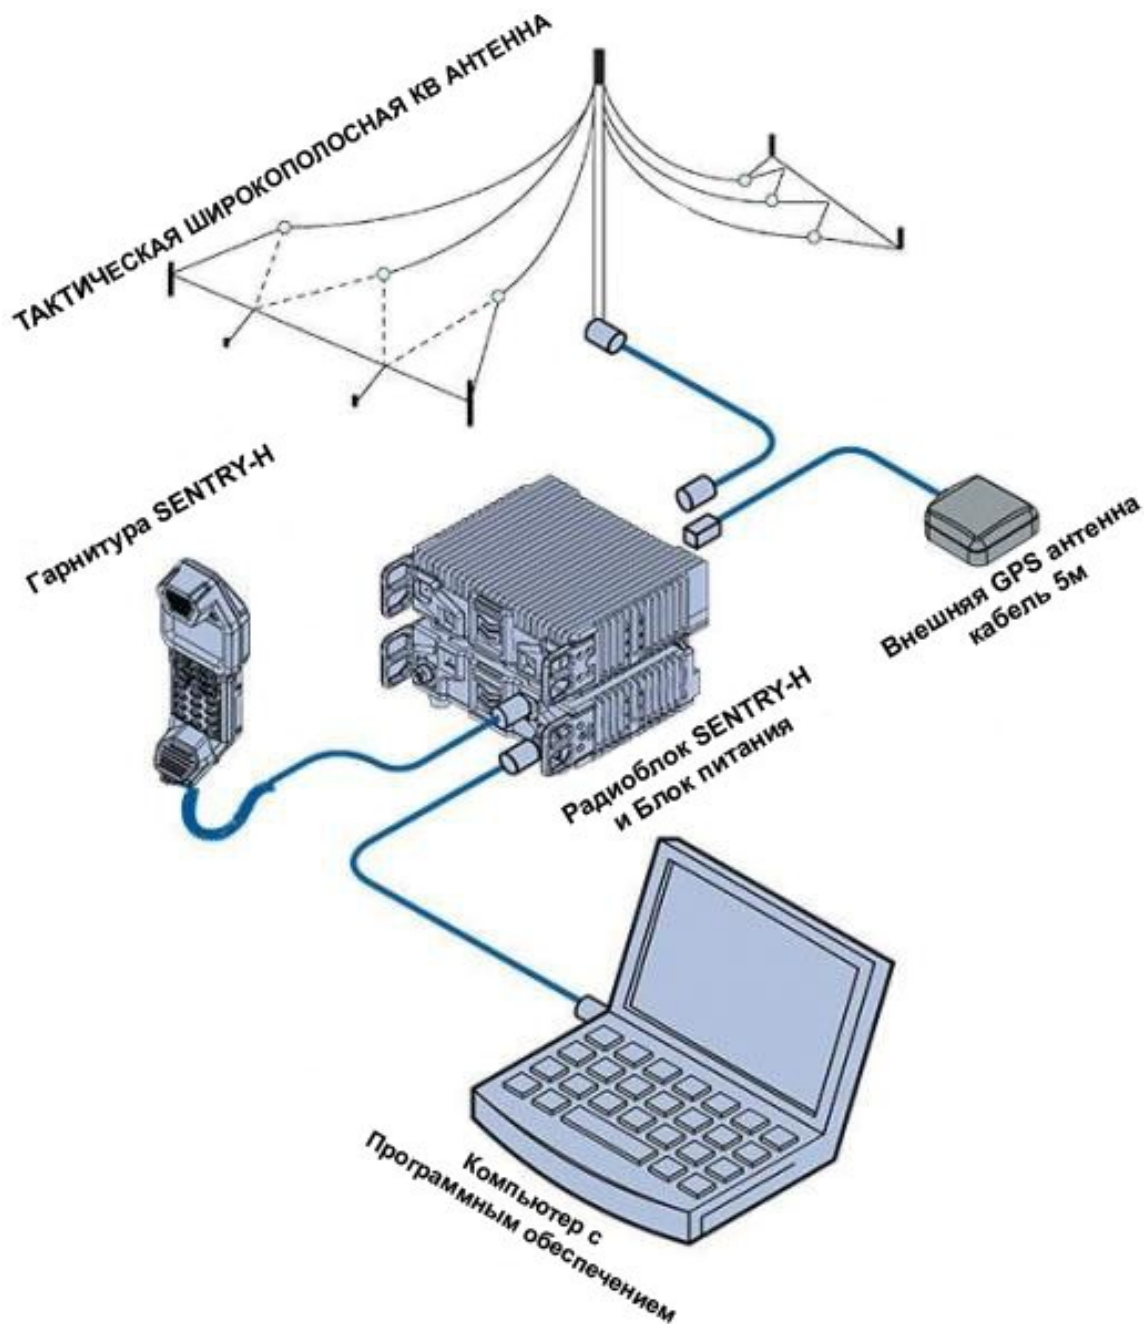 ТАКТИЧЕСКАЯ ШИРОКОПОЛОСНАЯ КВ АНТЕННА
Гарнитура SENTRY-H
Внешняя GPS антенна
кабель 5м
Радиоблок SENTRY-H
и Блок питания
Компьютер с
Программным обеспечением